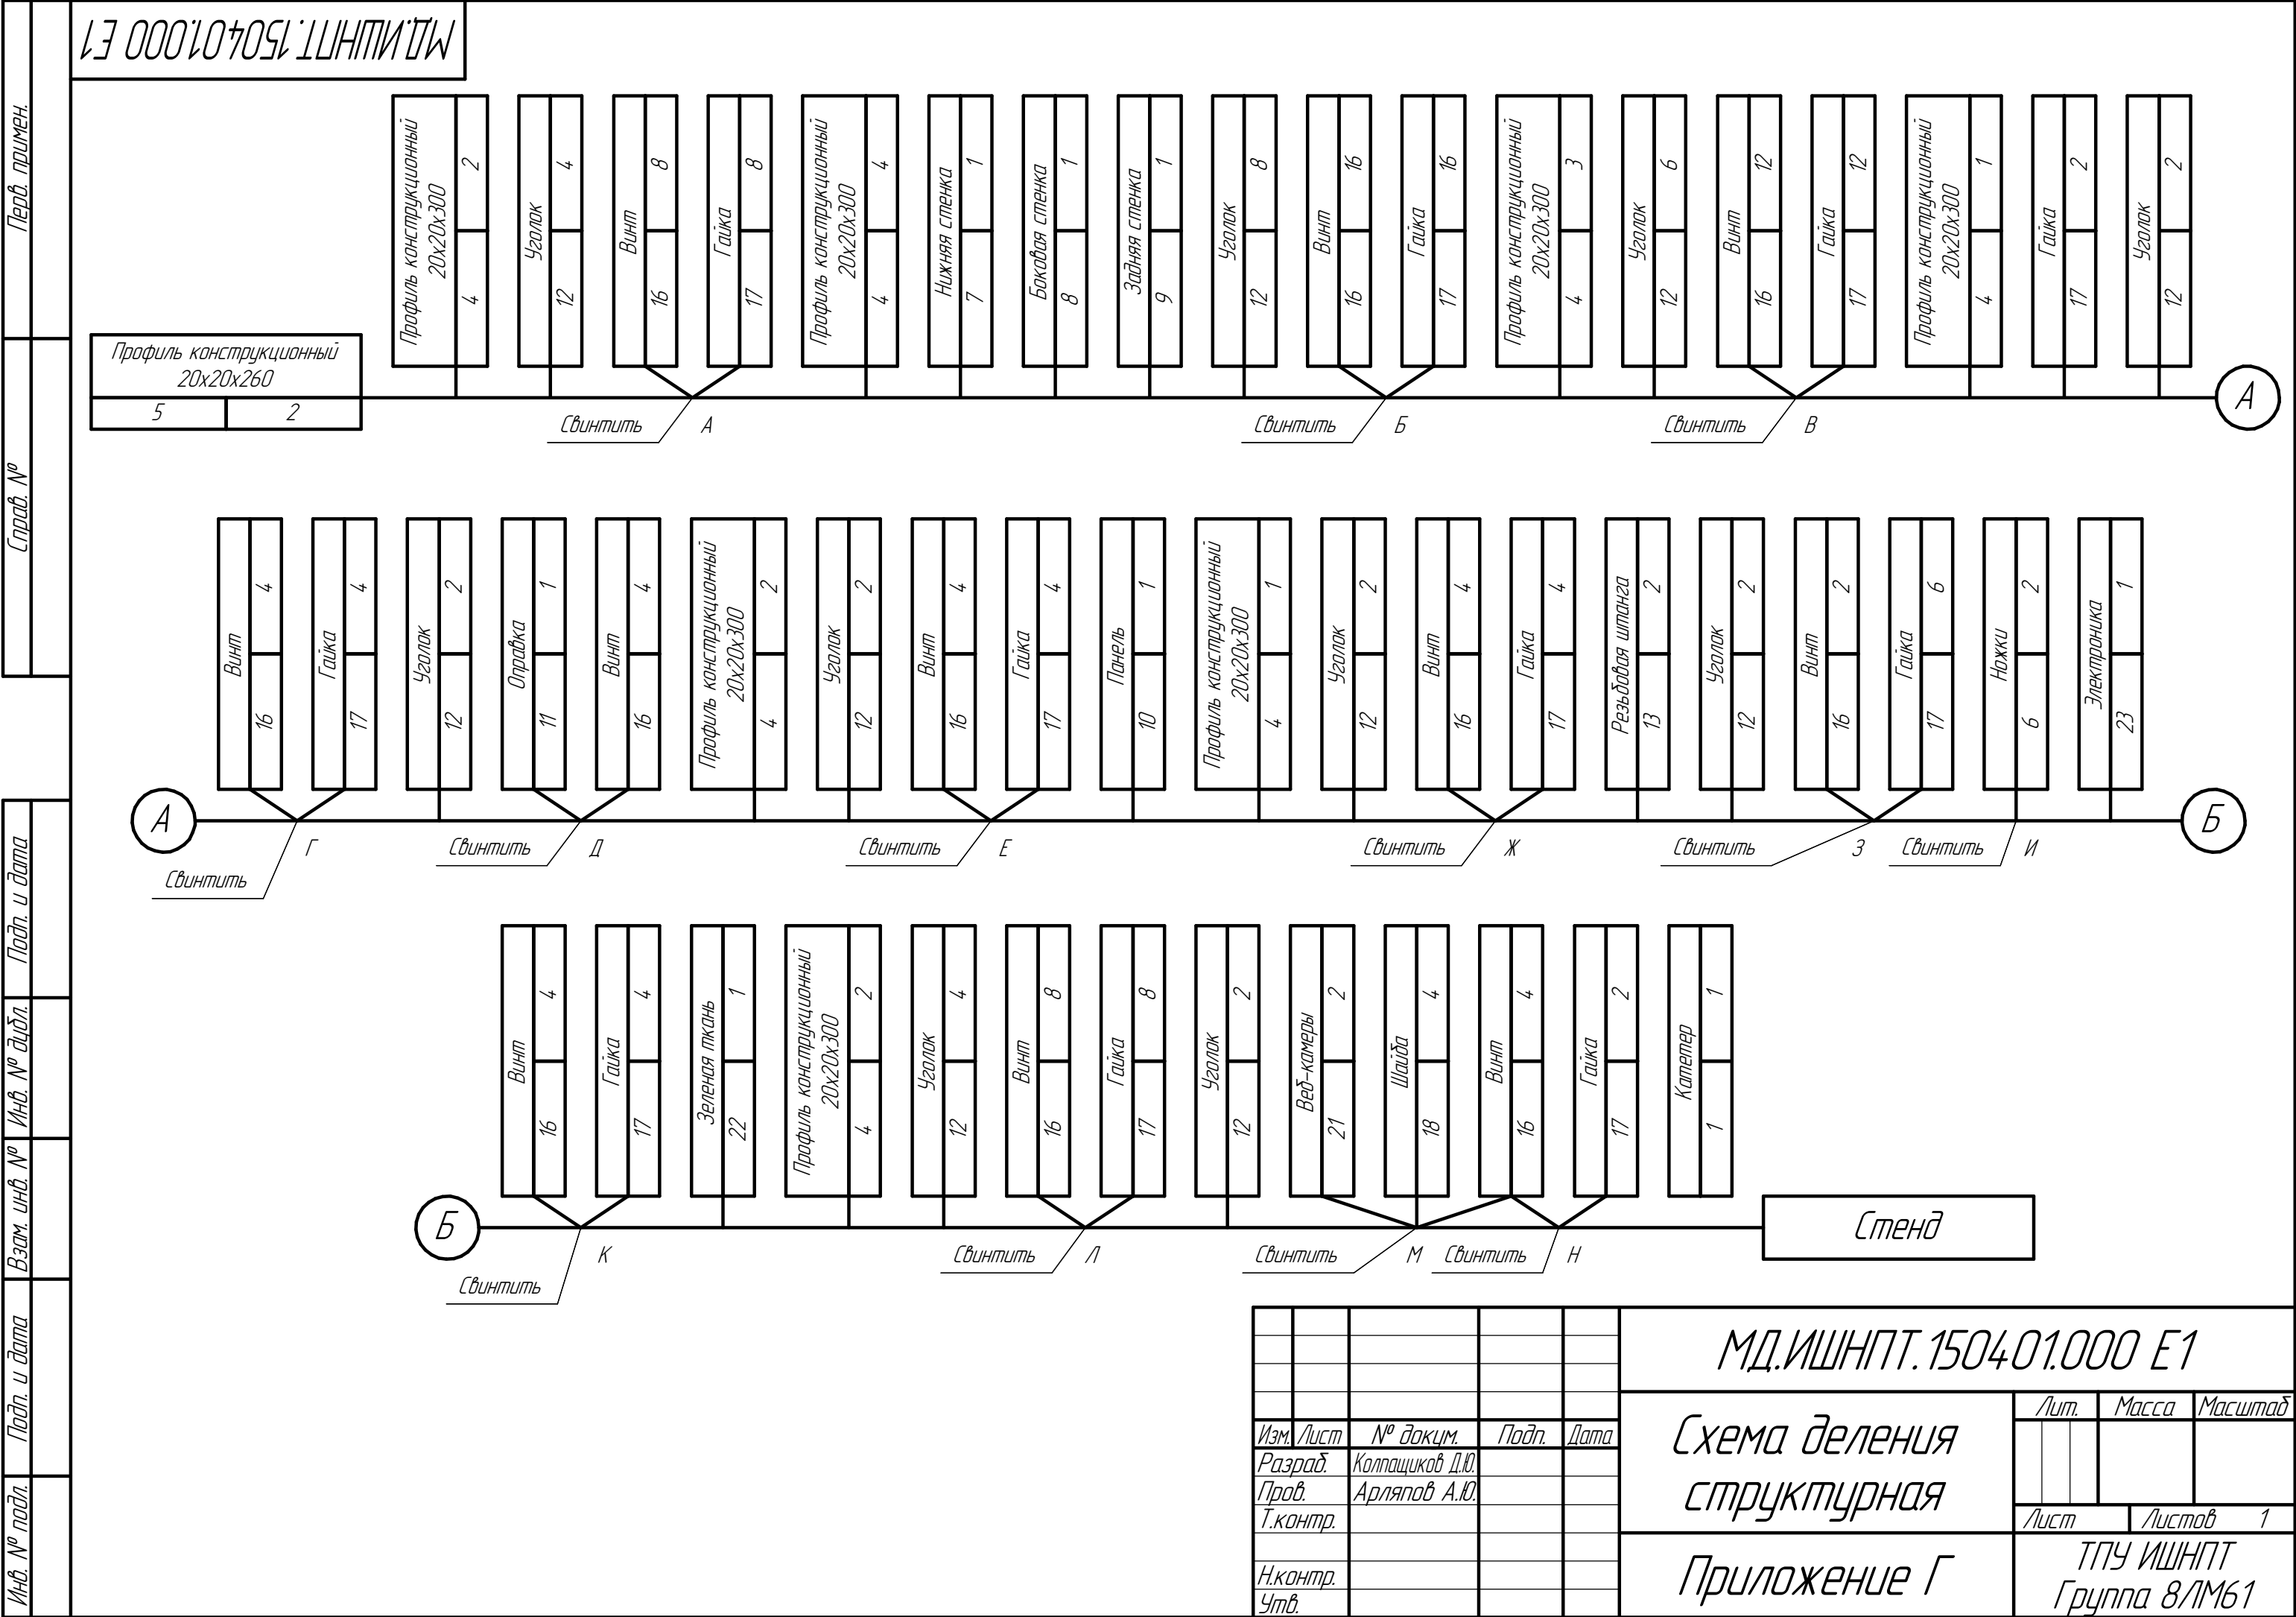 МД.ИШНПТ.150401.000 Е1
Перв. примен.
Справ. №
Подп. и дата
Инв. № дубл.
Взам. инв. №
Подп. и дата
Инв. № подл.
Профиль конструкционный
20х20х260
5 2
Профиль конструкционный
20х20х300
4 2
Уголок
12 4
Винт
16 8
Гайка
17 8
Профиль конструкционный
20х20х300
4 4
Нижняя стенка
7 1
Боковая стенка
8 1
Задняя стенка
9 1
Уголок
12 8
Винт
16 16
Гайка
17 16
Профиль конструкционный
20х20х300
4 3
Уголок
12 6
Винт
16 12
Гайка
17 12
Профиль конструкционный
20х20х300
4 1
Гайка
17 2
Уголок
12 2
А
Свинтить А
Свинтить Б
Свинтить В
Винт
16 4
Гайка
17 4
Уголок
12 2
Оправка
11 1
Винт
16 4
Профиль конструкционный
20х20х300
4 2
Уголок
12 2
Винт
16 4
Гайка
17 4
Панель
10 1
Профиль конструкционный
20х20х300
4 1
Уголок
12 2
Винт
16 4
Гайка
17 4
Резьбовая штанга
13 2
Уголок
12 2
Винт
16 2
Гайка
17 6
Ножки
6 2
Электроника
23 1
А
Б
Свинтить Г
Свинтить Д
Свинтить Е
Свинтить Ж
Свинтить З
Свинтить И
Винт
16 4
Гайка
17 4
Зеленая ткань
22 1
Профиль конструкционный
20х20х300
4 2
Уголок
12 4
Винт
16 8
Гайка
17 8
Уголок
12 2
Веб-камеры
21 2
Шайба
18 4
Винт
16 4
Гайка
17 2
Катетер
1 1
Б
Стенд
Свинтить К
Свинтить Л
Свинтить М
Свинтить Н
МД.ИШНПТ.150401.000 Е1
Изм. Лист № докум. Подп. Дата
Разраб. Колпащиков Д.Ю.
Пров. Арляпов А.Ю.
Т.контр.
Н.контр.
Утв.
Схема деления
структурная
Приложение Г
Лит. Масса Масштаб
Лист Листов 1
ТПУ ИШНПТ
Группа 8ЛМ61